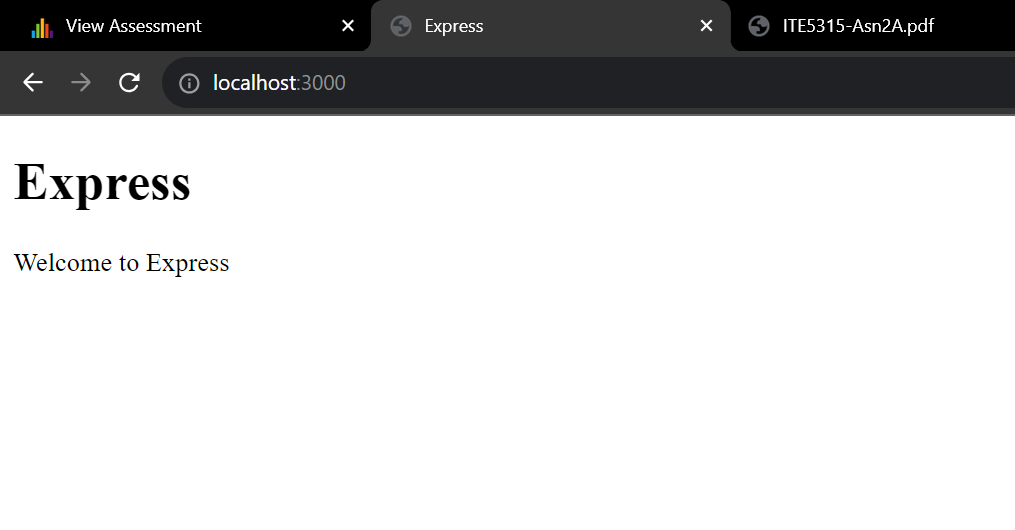 View Assessment
Express
ITE5315-Asn2A.pdf
localhost:3000
Express
Welcome to Express